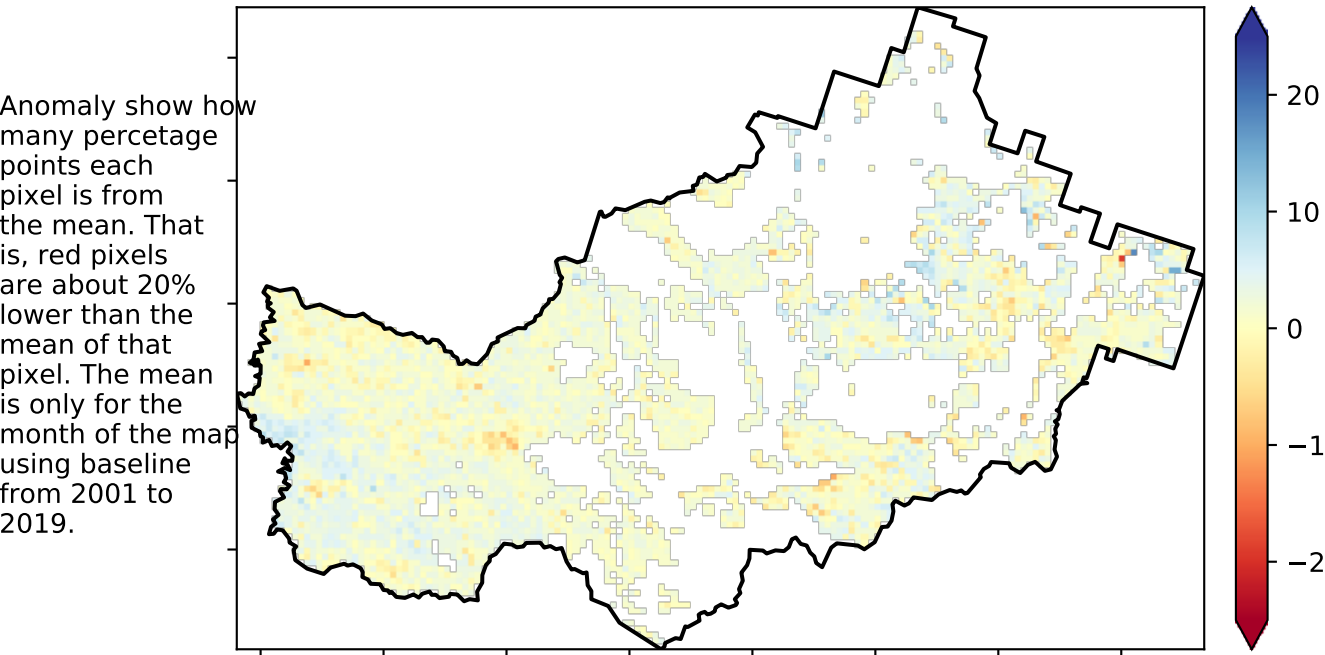 Anomaly show how
many percetage
points each
pixel is from
the mean. That
is, red pixels
are about 20%
lower than the
mean of that
pixel. The mean
is only for the
month of the map
using baseline
from 2001 to
2019.
20
10
0
−1
−2